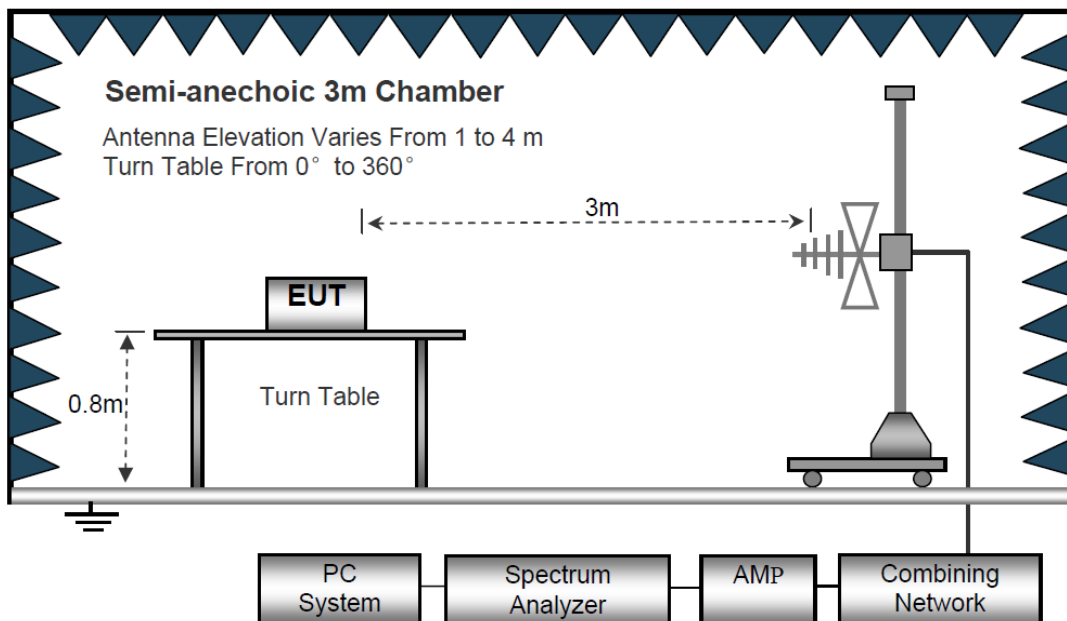 Semi-anechoic 3m Chamber
Antenna Elevation Varies From 1 to 4 m
Turn Table From 0° to 360°
3m
EUT
0.8m
Turn Table
PC
System
Spectrum
Analyzer
AMP
Combining
Network